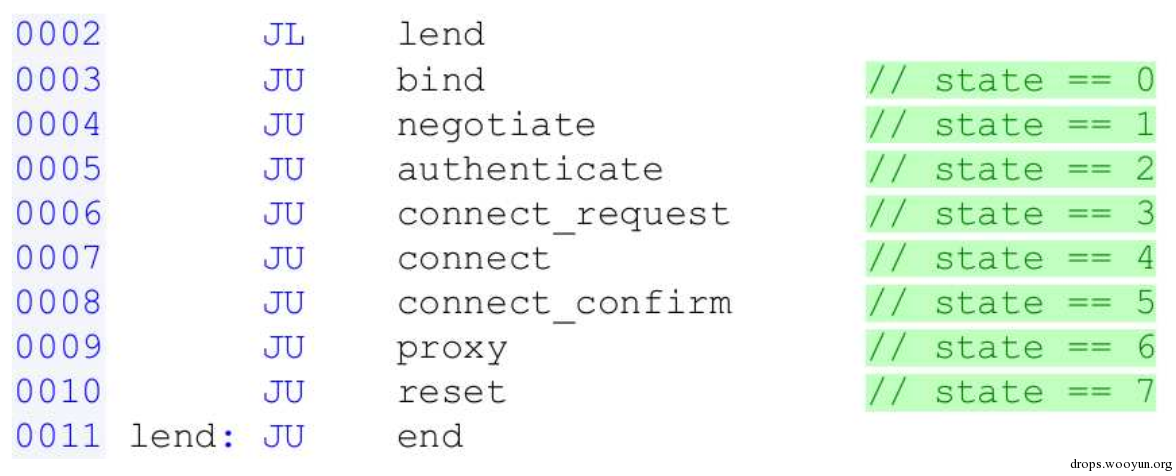 0002 JL lend
0003 JU bind // state == 0
0004 JU negotiate // state == 1
0005 JU authenticate // state == 2
0006 JU connect_request // state == 3
0007 JU connect // state == 4
0008 JU connect_confirm // state == 5
0009 JU proxy // state == 6
0010 JU reset // state == 7
0011 lend: JU end
drops.wooyun.org